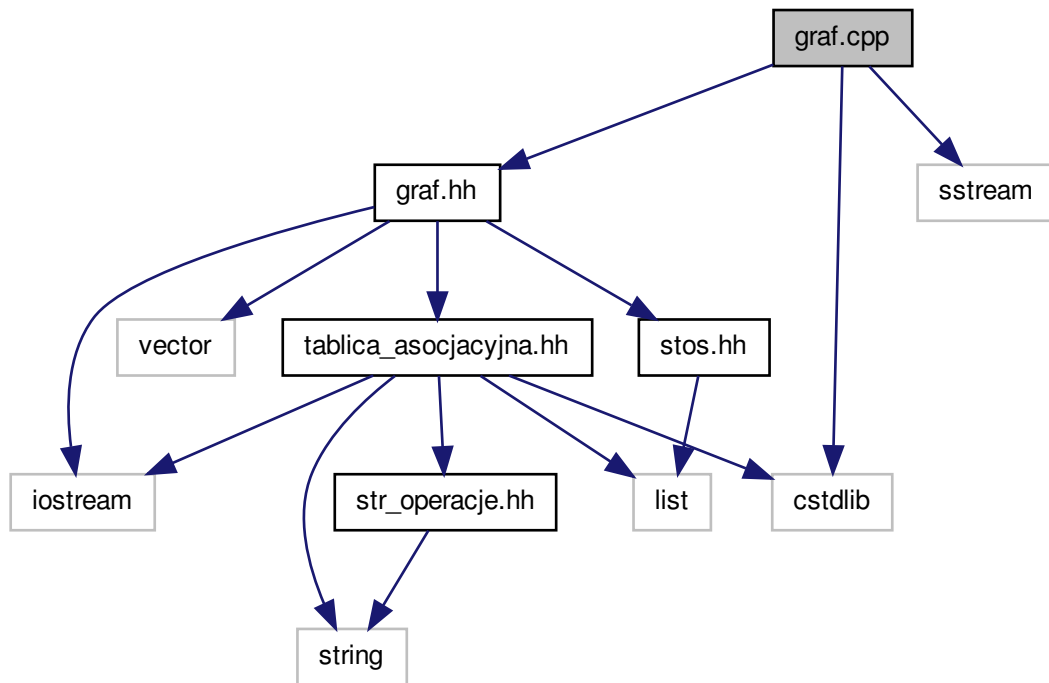 graf.cpp
graf.hh
sstream
vector
tablica_asocjacyjna.hh
stos.hh
iostream
str_operacje.hh
list
cstdlib
string